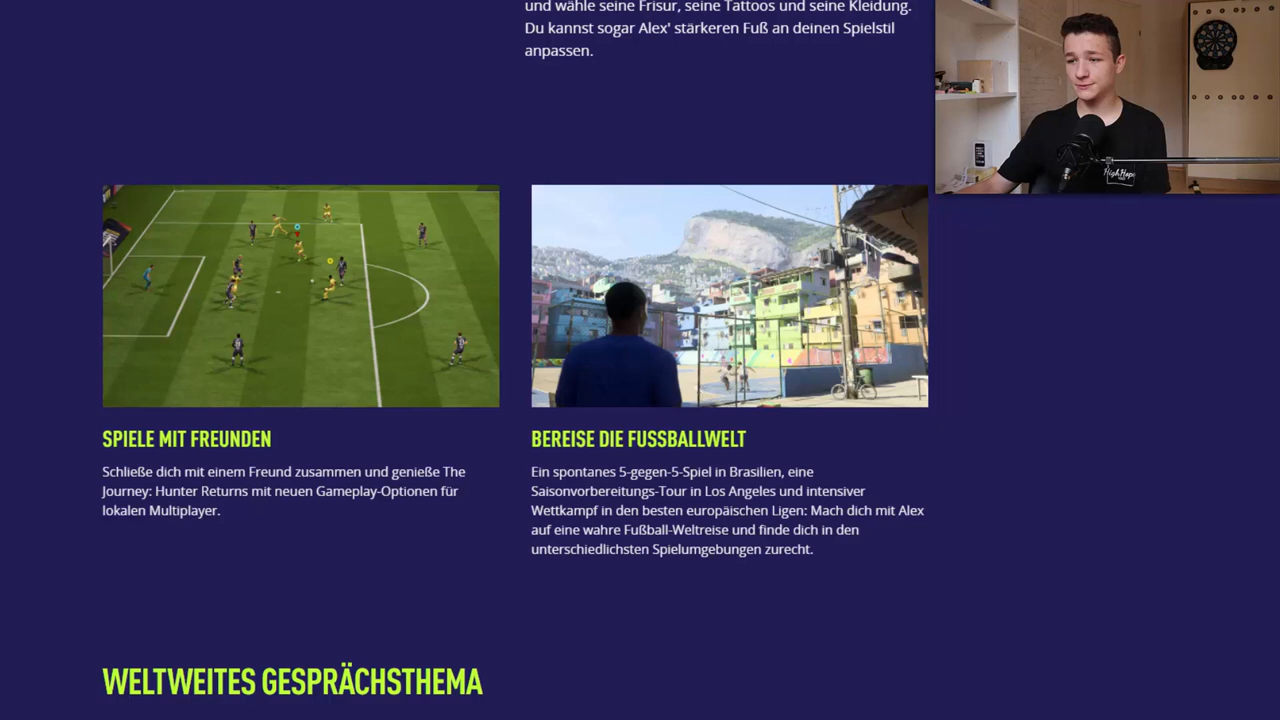 und wähle seine Frisur, seine Tattoos und seine Kleidung.
Du kannst sogar Alex' stärkeren Fuß an deinen Spielstil
anpassen.
SPIELE MIT FREUNDEN
Schließe dich mit einem Freund zusammen und genieße The
Journey: Hunter Returns mit neuen Gameplay-Optionen für
lokalen Multiplayer.
BEREISE DIE FUSSBALLWELT
Ein spontanes 5-gegen-5-Spiel in Brasilien, eine
Saisonvorbereitungs-Tour in Los Angeles und intensiver
Wettkampf in den besten europäischen Ligen: Mach dich mit Alex
auf eine wahre Fußball-Weltreise und finde dich in den
unterschiedlichsten Spielumgebungen zurecht.
WELTWEITES GESPRÄCHSTHEMA